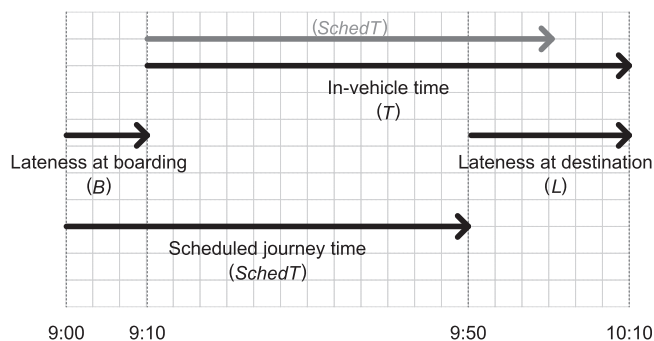 (SchedT)
In-vehicle time
(T)
Lateness at boarding
(B)
Lateness at destination
(L)
Scheduled journey time
(SchedT)
9:00 9:10 9:50 10:10